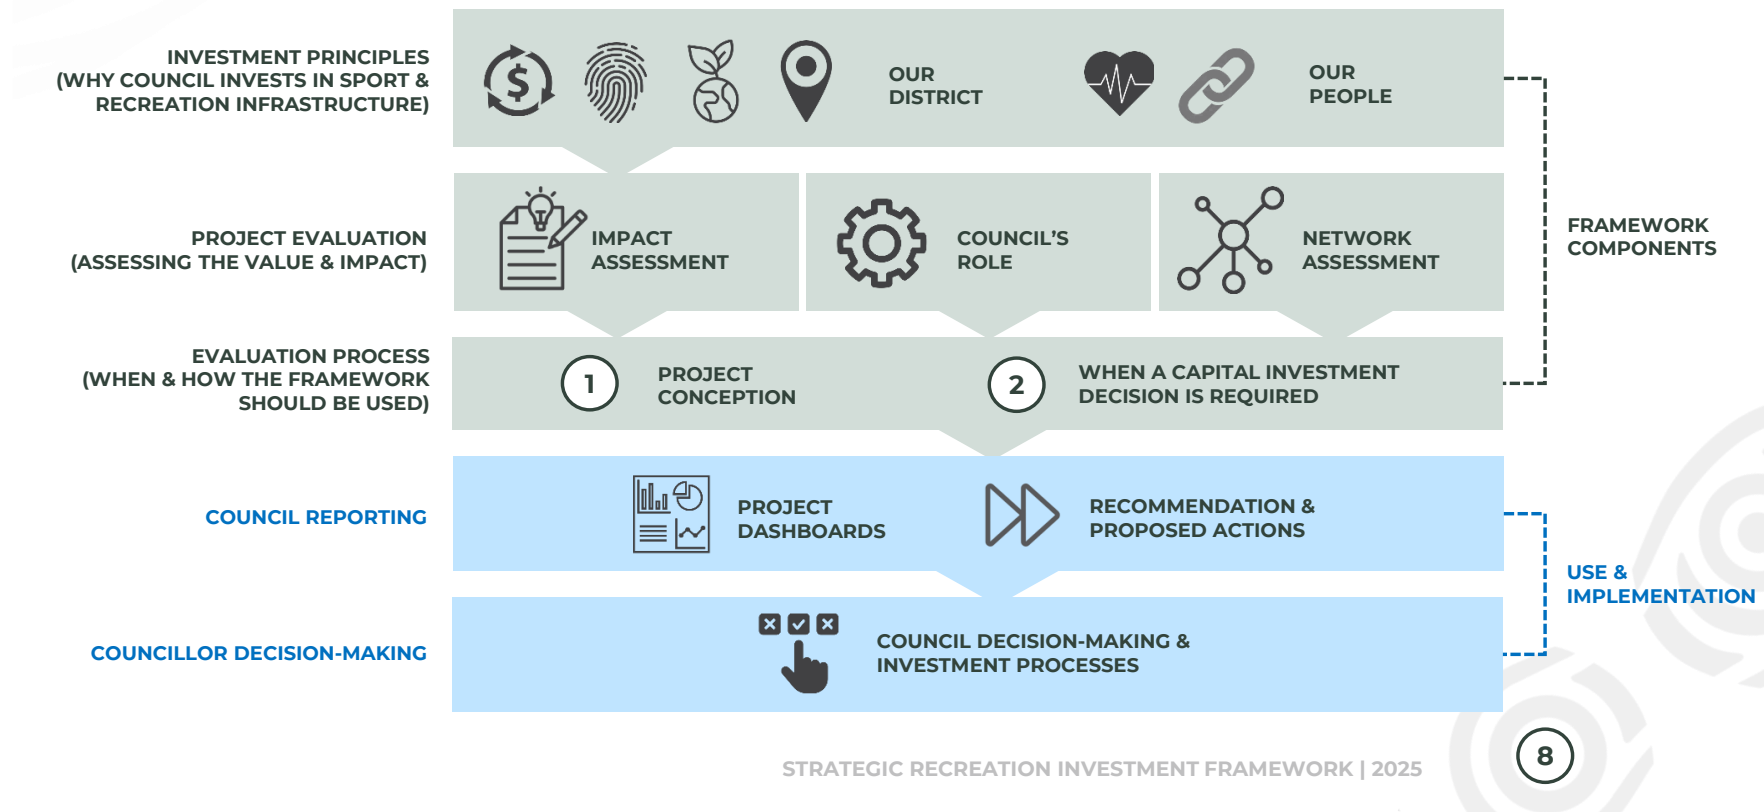 INVESTMENT PRINCIPLES
(WHY COUNCIL INVESTS IN SPORT &
RECREATION INFRASTRUCTURE)
$
OUR
DISTRICT
OUR
PEOPLE
PROJECT EVALUATION
(ASSESSING THE VALUE & IMPACT)
IMPACT
ASSESSMENT
COUNCIL'S
ROLE
NETWORK
ASSESSMENT
FRAMEWORK
COMPONENTS
EVALUATION PROCESS
(WHEN & HOW THE FRAMEWORK
SHOULD BE USED)
1
PROJECT
CONCEPTION
2
WHEN A CAPITAL INVESTMENT
DECISION IS REQUIRED
COUNCIL REPORTING
PROJECT
DASHBOARDS
RECOMMENDATION &
PROPOSED ACTIONS
USE &
IMPLEMENTATION
COUNCILLOR DECISION-MAKING
COUNCIL DECISION-MAKING &
INVESTMENT PROCESSES
STRATEGIC RECREATION INVESTMENT FRAMEWORK | 2025
8